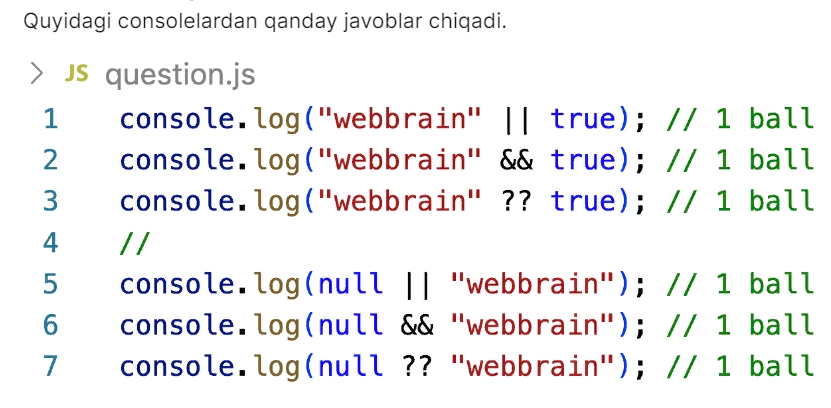 Quyidagi consolelardan qanday javoblar chiqadi.
> JS question.js
1 console.log("webbrain" || true); // 1 ball
2 console.log("webbrain" && true); // 1 ball
3 console.log("webbrain" ?? true); // 1 ball
4 //
5 console.log(null || "webbrain"); // 1 ball
6 console.log(null && "webbrain"); // 1 ball
7 console.log(null ?? "webbrain"); // 1 ball